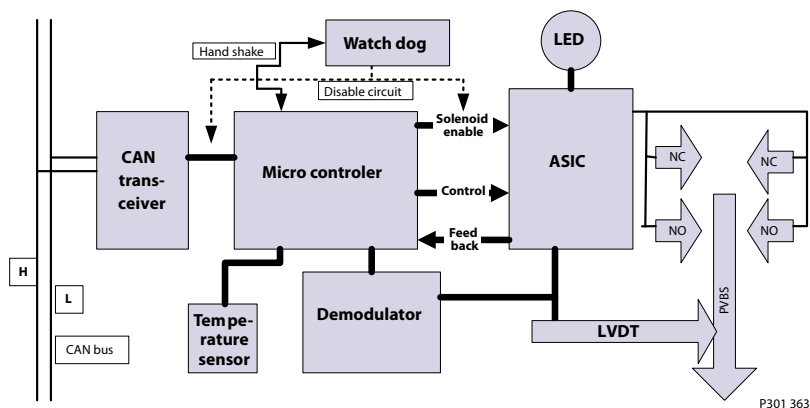 Hand shake
Watch dog
LED
Disable circuit
CAN
trans-
ceiver
Micro controler
Solenoid
enable
ASIC
Control
Feed
back
NC
NC
NO
NO
H
L
CAN bus
Tempe-
rature
sensor
Demodulator
LVDT
PVBS
P301 363